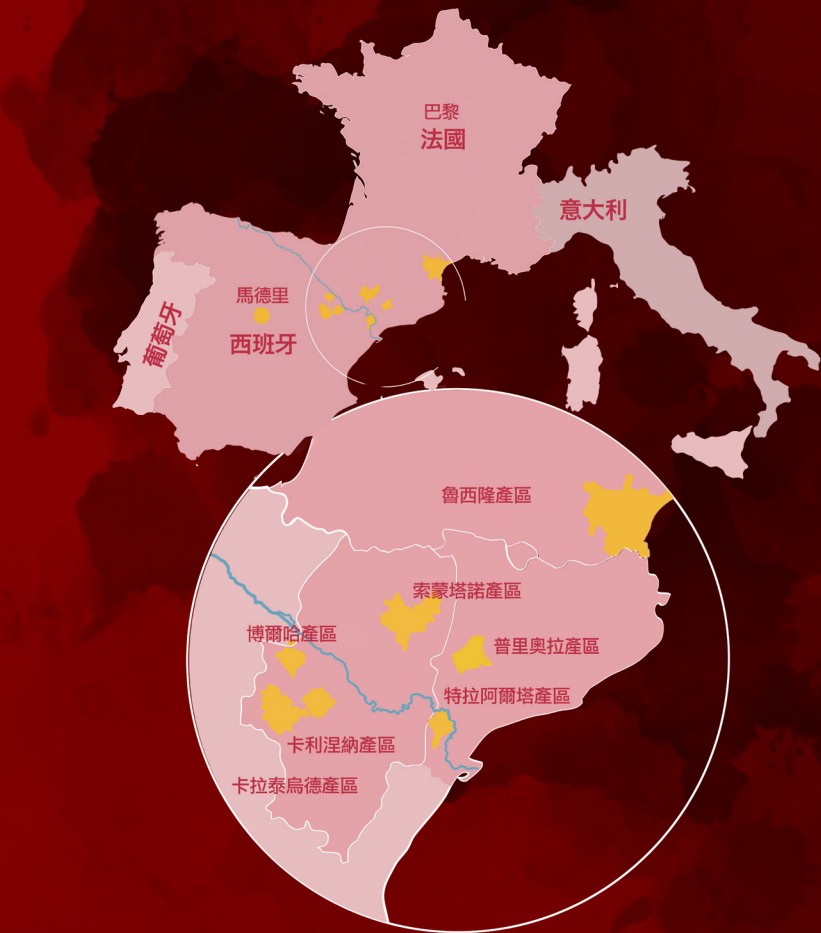 巴黎
法國
意大利
馬德里
西班牙
葡萄牙
魯西隆產區
索蒙塔諾產區
博爾哈產區
普里奧拉產區
特拉阿爾塔產區
卡利涅納產區
卡拉泰烏德產區